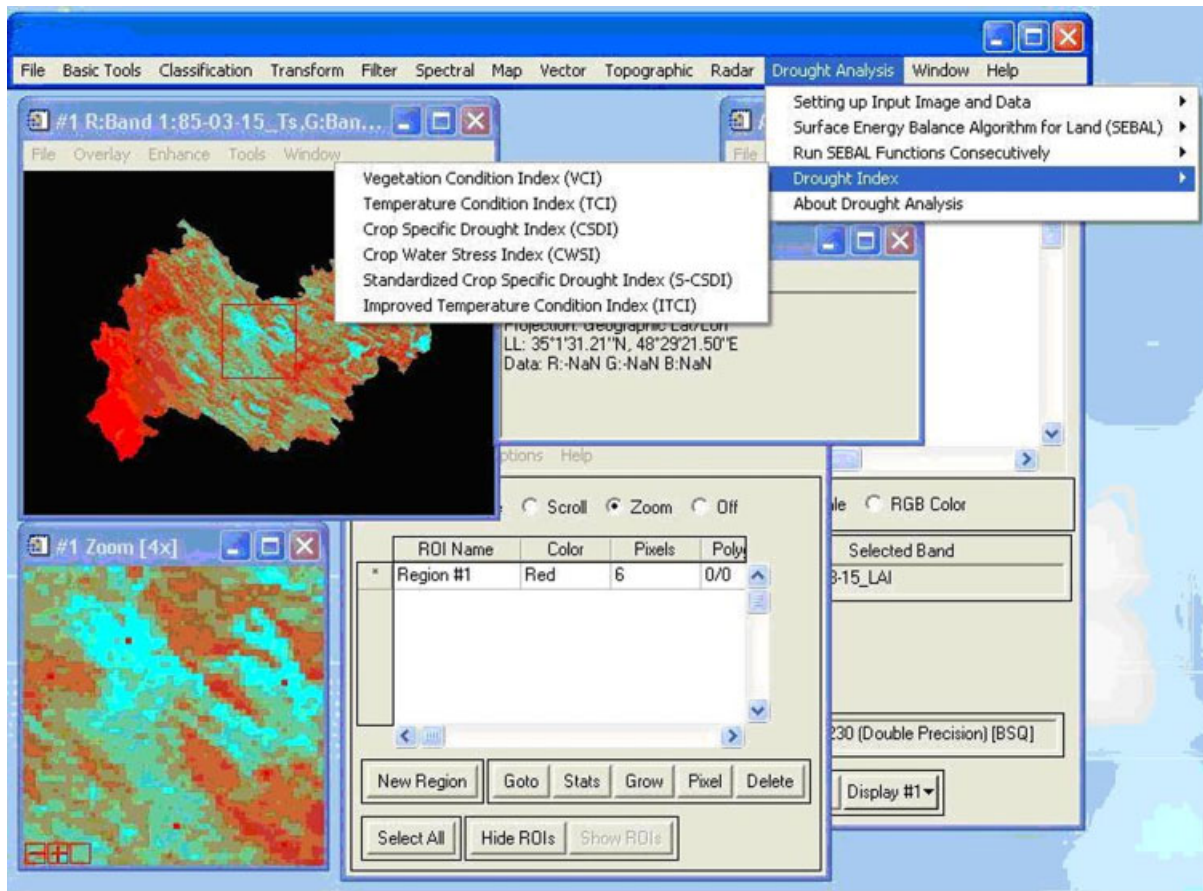 File Basic Tools Classification Transform Filter Spectral Map Vector Topographic Radar Drought Analysis Window Help
Setting up Input Image and Data
Surface Energy Balance Algorithm for Land (SEBAL)
Run SEBAL Functions Consecutively
Drought Index
About Drought Analysis
#1 R:Band 1:85-03-15_Ts,G:Ban...
File Overlay Enhance Tools Window
File
Vegetation Condition Index (VCI)
Temperature Condition Index (TCI)
Crop Specific Drought Index (CSDI)
Crop Water Stress Index (CWSI)
Standardized Crop Specific Drought Index (S-CSDI)
Improved Temperature Condition Index (ITCI)
Projection: Geographic Lat/Lon
LL: 35°1'31.21"N, 48°29'21.50"E
Data: R:-NaN G:-NaN B:NaN
Help
Scroll Zoom Off
ROI Name Color Pixels
* Region #1 Red 6 0/0
RGB Color
Selected Band
3-15_LAI
230 (Double Precision) [BSQ]
Display #1
New Region Goto Stats Grow Pixel Delete
Select All Hide ROIs Show ROIs
#1 Zoom [4x]